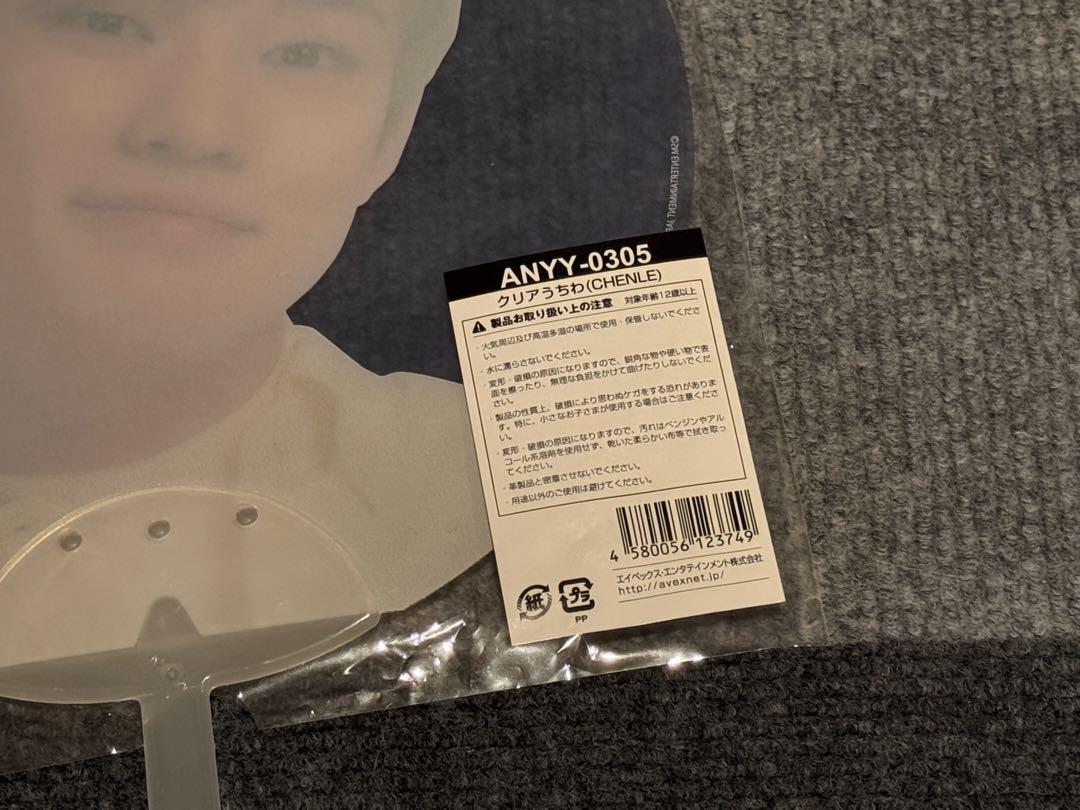 ©SM ENTERTAINMENT JAP
ANYY-0305
クリアうちわ(CHENLE)
製品お取り扱い上の注意 対象年齢12歳以上
・火気周辺及び高温多湿の場所で使用・保管しないでくださ
い。
・水に濡らさないでください。
・変形・破損の原因になりますので、鋭角な物や硬い物で表
面を擦ったり、無理な負担をかけて曲げたりしないでくだ
さい。
・製品の性質上、破損により思わぬケガをする恐れがありま
す。特に、小さなお子さまが使用する場合はご注意くださ
い。
・変形・破損の原因になりますので、汚れはベンジンやアル
コール系溶剤を使用せず、乾いた柔らかい布等で拭き取っ
てください。
・革製品と密着させないでください。
・用途以外のご使用は避けてください。
4 580056 123749
エイベックス・エンタテインメント株式会社
http://avexnet.jp/
紙
プラ
PP